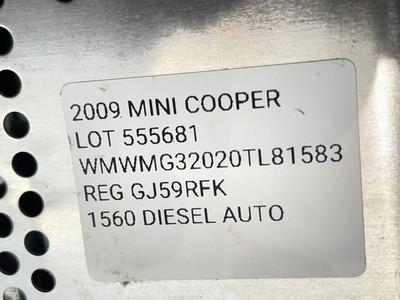 2009 MINI COOPER
LOT 555681
WMWMG32020TL81583
REG GJ59RFK
1560 DIESEL AUTO